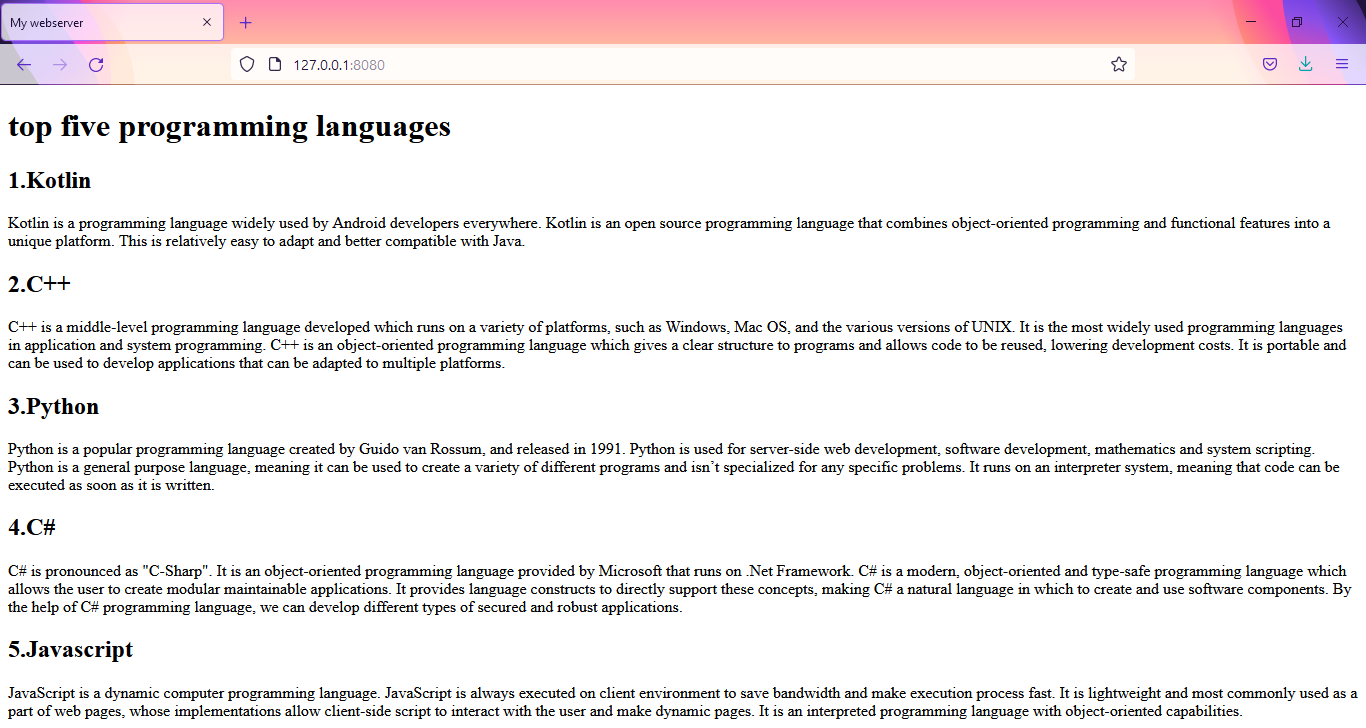 My webserver
127.0.0.1:8080
top five programming languages
1.Kotlin
Kotlin is a programming language widely used by Android developers everywhere. Kotlin is an open source programming language that combines object-oriented programming and functional features into a
unique platform. This is relatively easy to adapt and better compatible with Java.
2.C++
C++ is a middle-level programming language developed which runs on a variety of platforms, such as Windows, Mac OS, and the various versions of UNIX. It is the most widely used programming languages
in application and system programming. C++ is an object-oriented programming language which gives a clear structure to programs and allows code to be reused, lowering development costs. It is portable and
can be used to develop applications that can be adapted to multiple platforms.
3.Python
Python is a popular programming language created by Guido van Rossum, and released in 1991. Python is used for server-side web development, software development, mathematics and system scripting.
Python is a general purpose language, meaning it can be used to create a variety of different programs and isn’t specialized for any specific problems. It runs on an interpreter system, meaning that code can be
executed as soon as it is written.
4.C#
C# is pronounced as "C-Sharp". It is an object-oriented programming language provided by Microsoft that runs on .Net Framework. C# is a modern, object-oriented and type-safe programming language which
allows the user to create modular maintainable applications. It provides language constructs to directly support these concepts, making C# a natural language in which to create and use software components. By
the help of C# programming language, we can develop different types of secured and robust applications.
5.Javascript
JavaScript is a dynamic computer programming language. JavaScript is always executed on client environment to save bandwidth and make execution process fast. It is lightweight and most commonly used as a
part of web pages, whose implementations allow client-side script to interact with the user and make dynamic pages. It is an interpreted programming language with object-oriented capabilities.